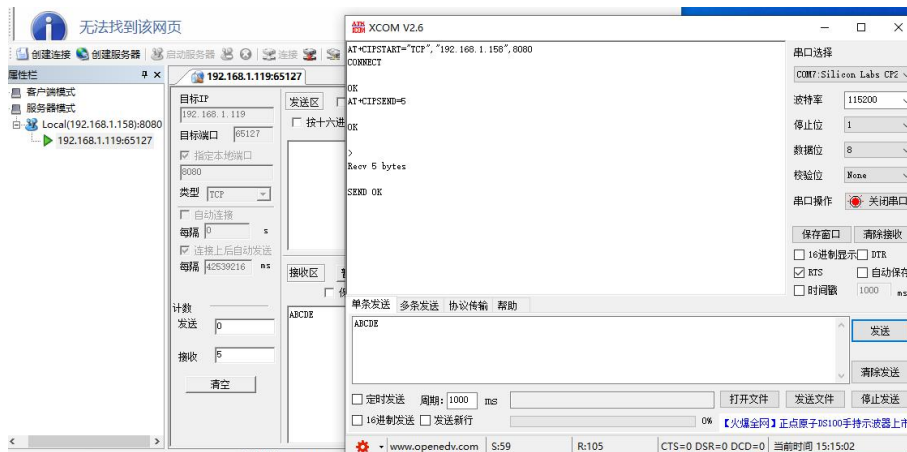 无法找到该网页
创建连接 创建服务器 启动服务器 连接
属性栏
客户端模式
服务器模式
Local(192.168.1.158):8080
192.168.1.119:65127
192.168.1.119:65127
目标IP
192.168.1.119
目标端口 65127
指定本地端口
8080
类型 TCP
自动连接
每隔 0 s
连接上后自动发送
每隔 42539216 ms
计数
发送 0
接收 5
清空
发送区
按十六进
接收区
ABCDE
XCOM V2.6
AT+CIPSTART="TCP","192.168.1.158",8080
CONNECT
OK
AT+CIPSEND=5
OK
>
Recv 5 bytes
SEND OK
串口选择
COM7:Silicon Labs CP2
波特率 115200
停止位 1
数据位 8
校验位 None
串口操作 关闭串口
保存窗口 清除接收
16进制显示 DTR
RTS 自动保存
时间戳 1000 ms
单条发送 多条发送 协议传输 帮助
ABCDE
发送
清除发送
定时发送 周期: 1000 ms 打开文件 发送文件 停止发送
16进制发送 发送新行 0% 【火爆全网】正点原子DS100手持示波器上市
www.openedv.com S:59 R:105 CTS=0 DSR=0 DCD=0 当前时间 15:15:02